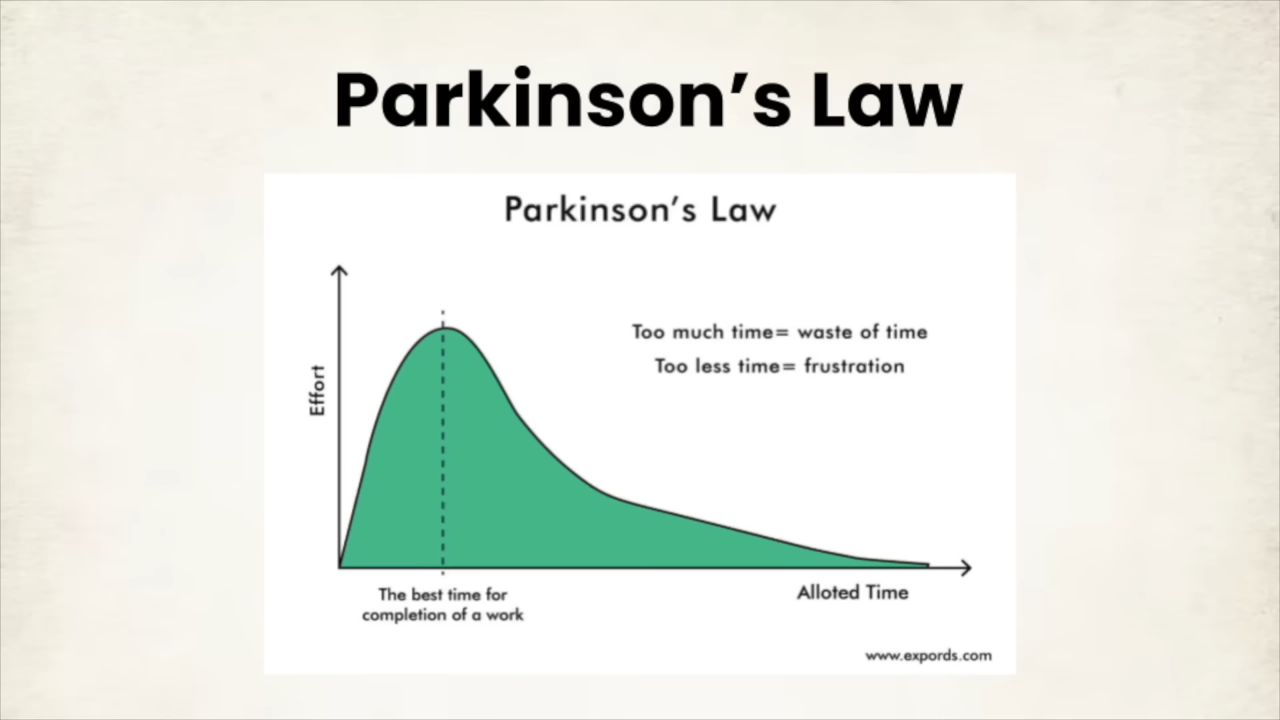 Parkinson’s Law
Parkinson’s Law
Effort
Too much time= waste of time
Too less time= frustration
The best time for
completion of a work
Alloted Time
www.expords.com